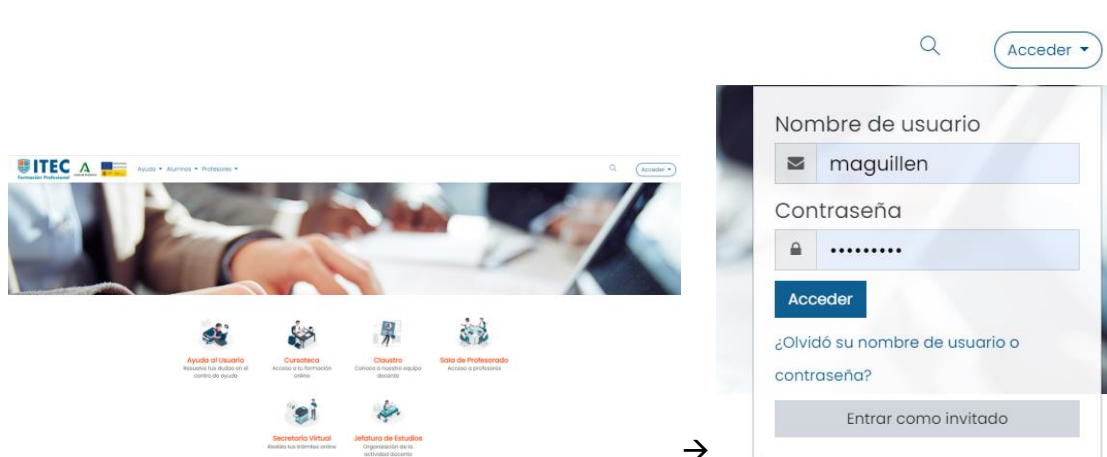 ITEC
Formación Profesional
Ayuda Alumnos Profesores
Acceder
Ayuda al Usuario
Resuelve tus dudas en el
centro de ayuda
Cursoteca
Acceso a tu formación
online
Claustro
Conoce a nuestro equipo
docente
Sala de Profesorado
Acceso a profesores
Secretaría Virtual
Realiza tus trámites online
Jefatura de Estudios
Organización de la
actividad docente
→
Acceder
Nombre de usuario
maguillen
Contraseña
•••••••••
Acceder
¿Olvidó su nombre de usuario o
contraseña?
Entrar como invitado